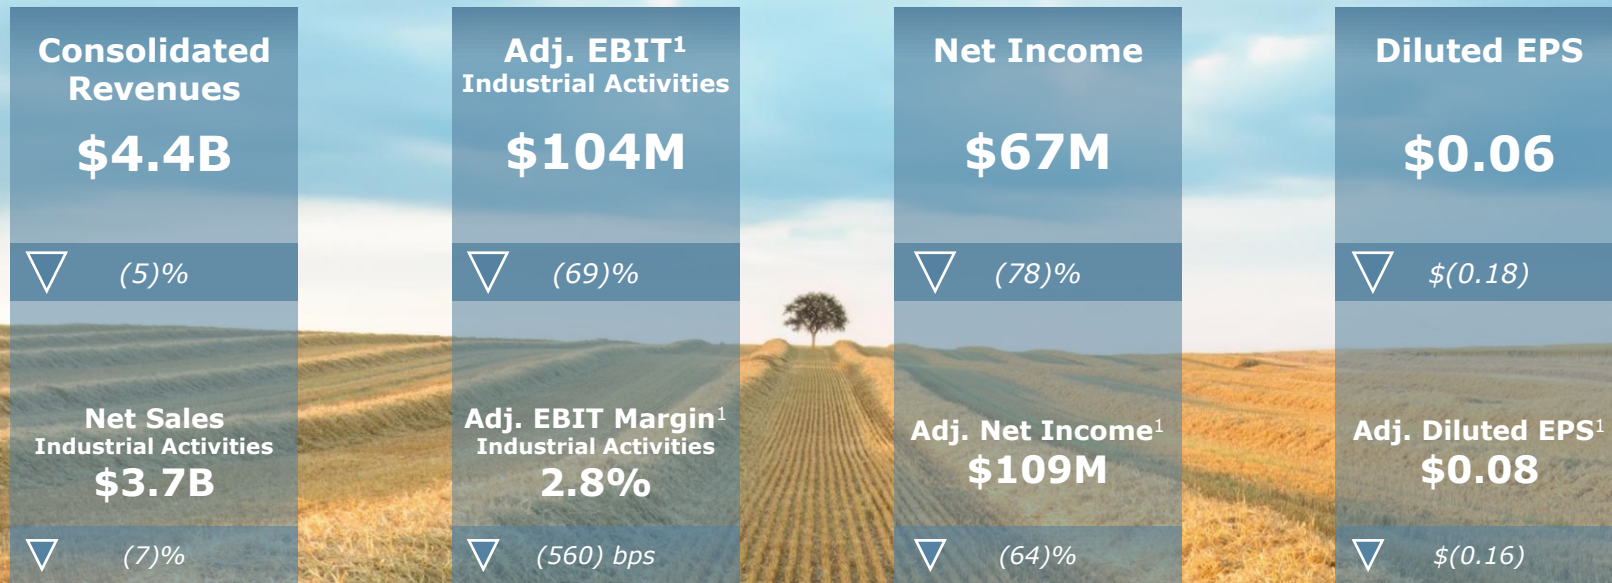 Consolidated
Revenues
$4.4B
(5)%
Net Sales
Industrial Activities
$3.7B
(7)%
Adj. EBIT¹
Industrial Activities
$104M
(69)%
Adj. EBIT Margin¹
Industrial Activities
2.8%
(560) bps
Net Income
$67M
(78)%
Adj. Net Income¹
$109M
(64)%
Diluted EPS
$0.06
$(0.18)
Adj. Diluted EPS¹
$0.08
$(0.16)